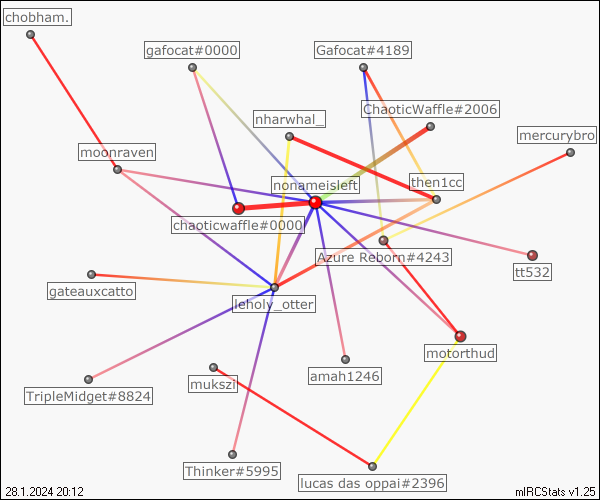 chobham.
gafocat#0000
Gafocat#4189
ChaoticWaffle#2006
nharwhal_
mercurybro
moonraven
nonameisleft
then1cc
chaoticwaffle#0000
Azure Reborn#4243
tt532
gateauxcatto
leholy_otter
motorthud
amah1246
mukszi
TripleMidget#8824
Thinker#5995
lucas das oppai#2396
28.1.2024 20:12
mIRCStats v1.25